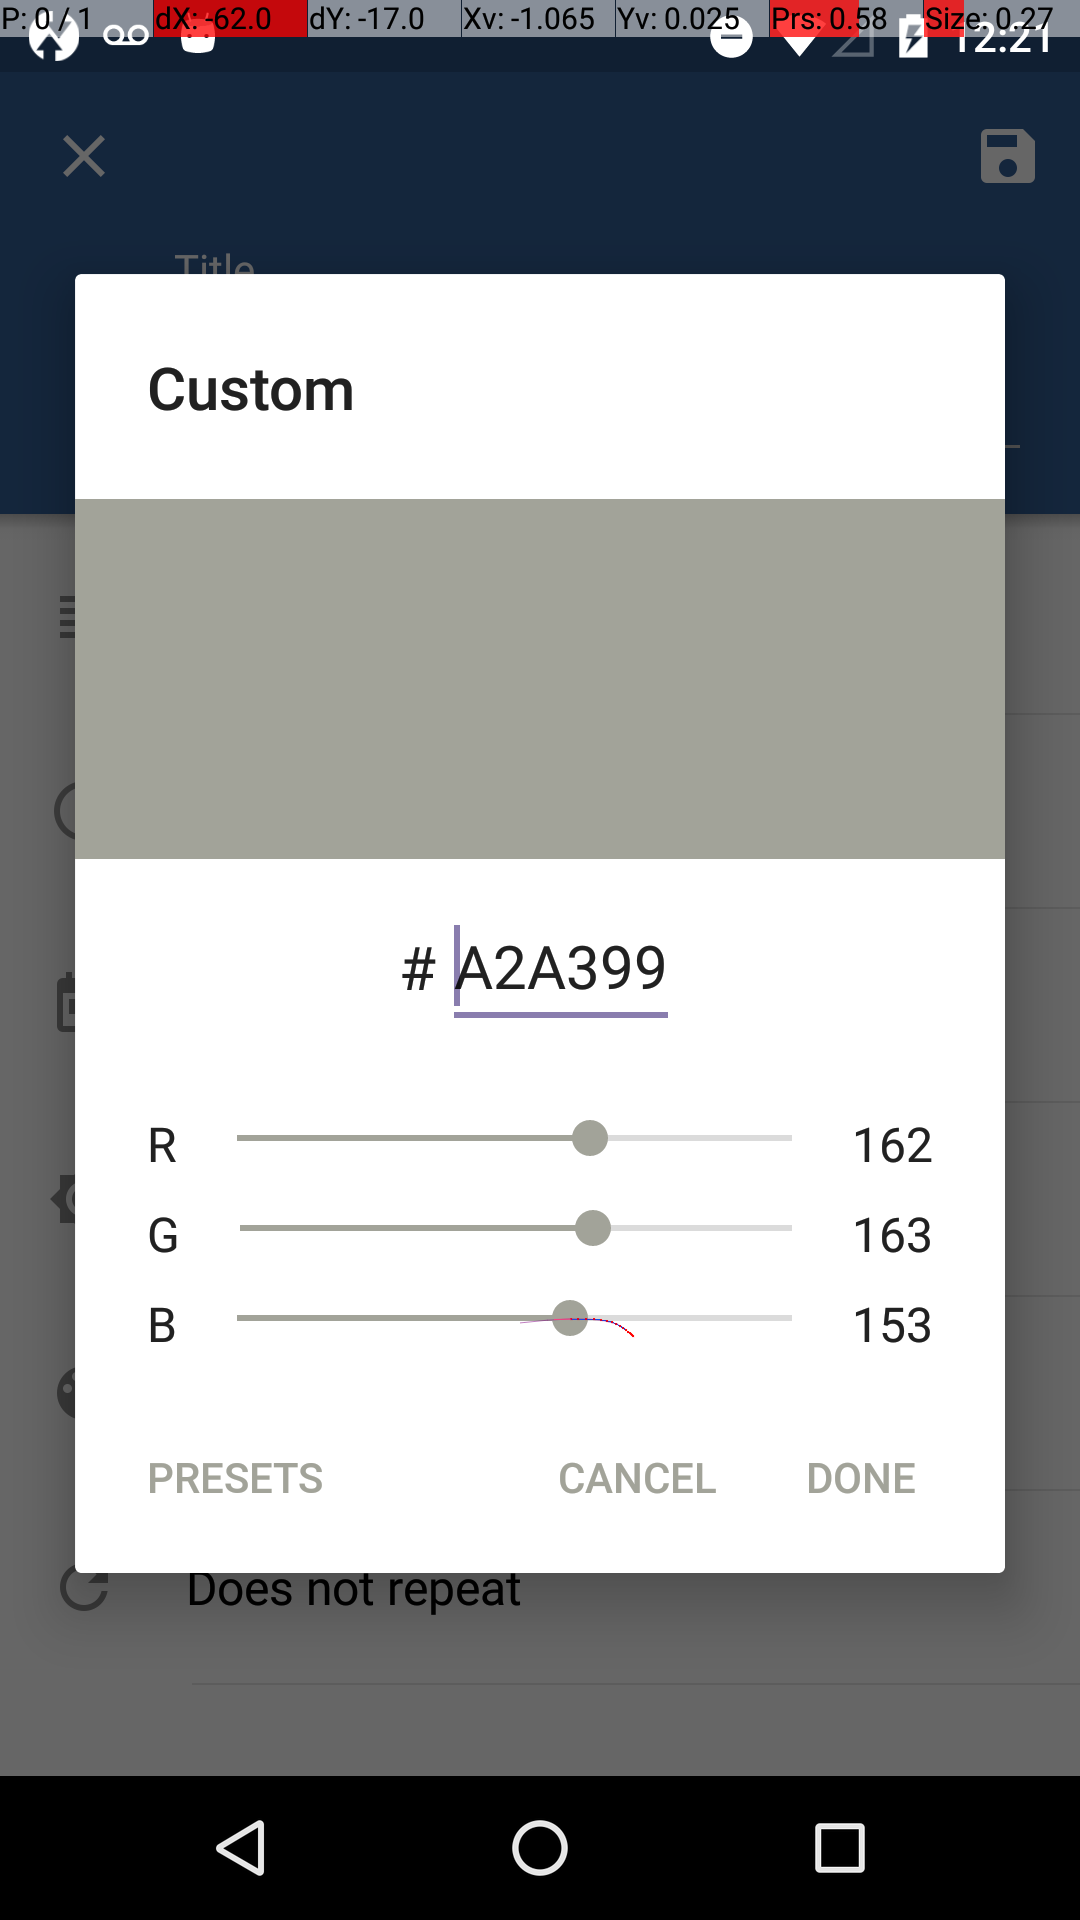 P: 0 / 1 dX: -62.0 dY: -17.0 Xv: -1.065 Yv: 0.025 Prs: 0.58 Size: 0.27
12:21
Title
Custom
# A2A399
R 162
G 163
B 153
PRESETS CANCEL DONE
Does not repeat